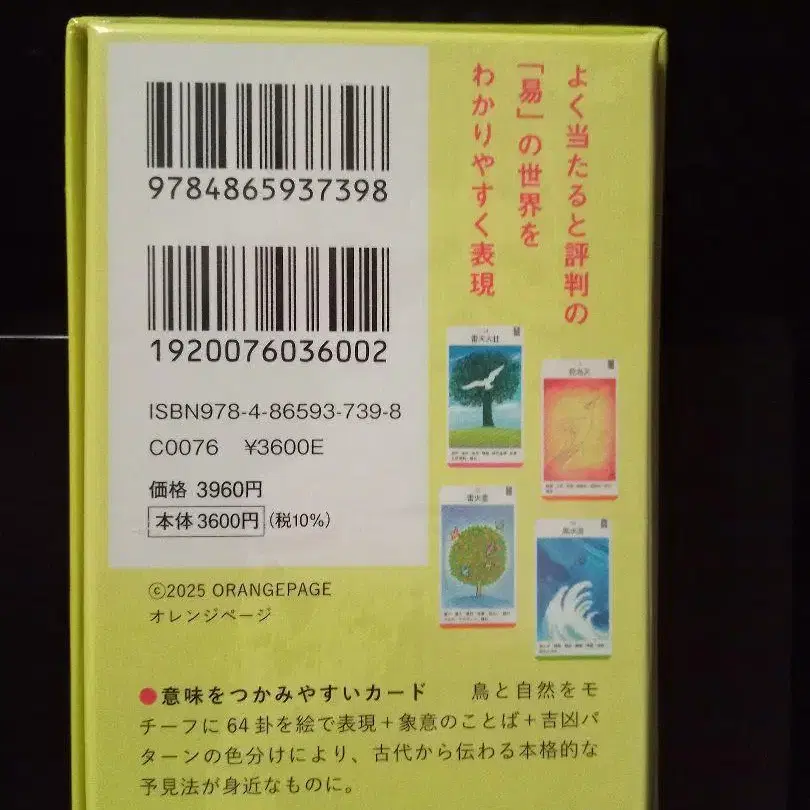 よく当たると評判の
「易」の世界を
わかりやすく表現
9784865937398
1920076036002
ISBN978-4-86593-739-8
C0076 ¥3600E
価格 3960円
本体3600円 (税10%)
©2025 ORANGEPAGE
オレンジページ
雷天大壮
雷火豊
●意味をつかみやすいカード 鳥と自然をモ
チーフに64卦を絵で表現+象意のことば+吉凶パ
ターンの色分けにより、古代から伝わる本格的な
予見法が身近なものに。